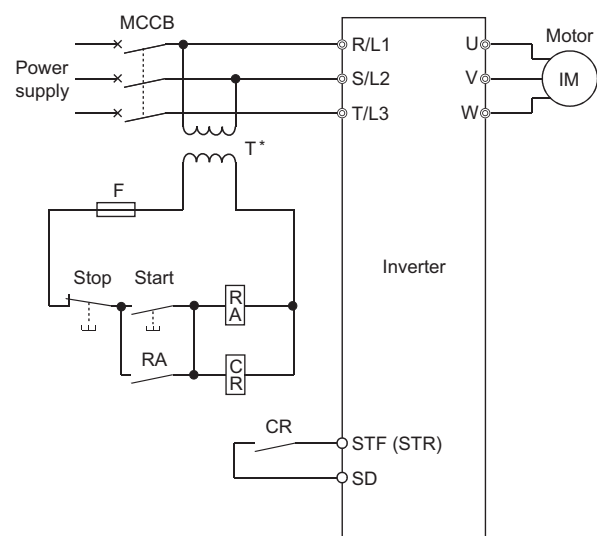 MCCB
Power
supply
R/L1
S/L2
T/L3
U
V
W
Motor
IM
T*
F
Inverter
Stop
Start
R
A
RA
C
R
CR
STF (STR)
SD